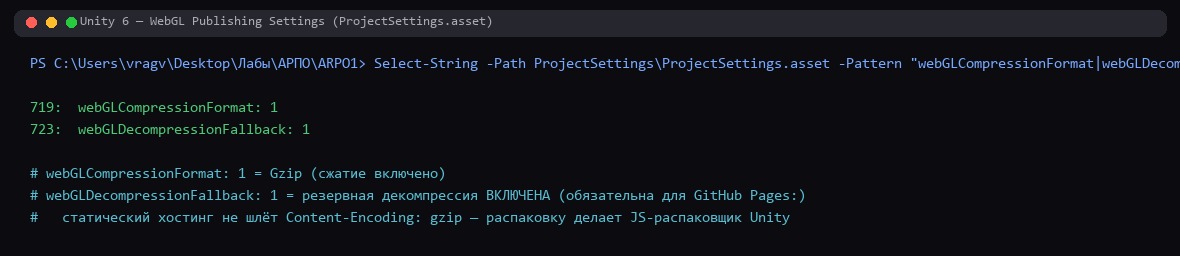 Unity 6 — WebGL Publishing Settings (ProjectSettings.asset)
PS C:\Users\vragv\Desktop\Лабы\АРПО\ARPO1> Select-String -Path ProjectSettings\ProjectSettings.asset -Pattern "webGLCompressionFormat|webGLDecom
719:  webGLCompressionFormat: 1
723:  webGLDecompressionFallback: 1
# webGLCompressionFormat: 1 = Gzip (сжатие включено)
# webGLDecompressionFallback: 1 = резервная декомпрессия ВКЛЮЧЕНА (обязательна для GitHub Pages:)
#   статический хостинг не шлёт Content-Encoding: gzip — распаковку делает JS-распаковщик Unity